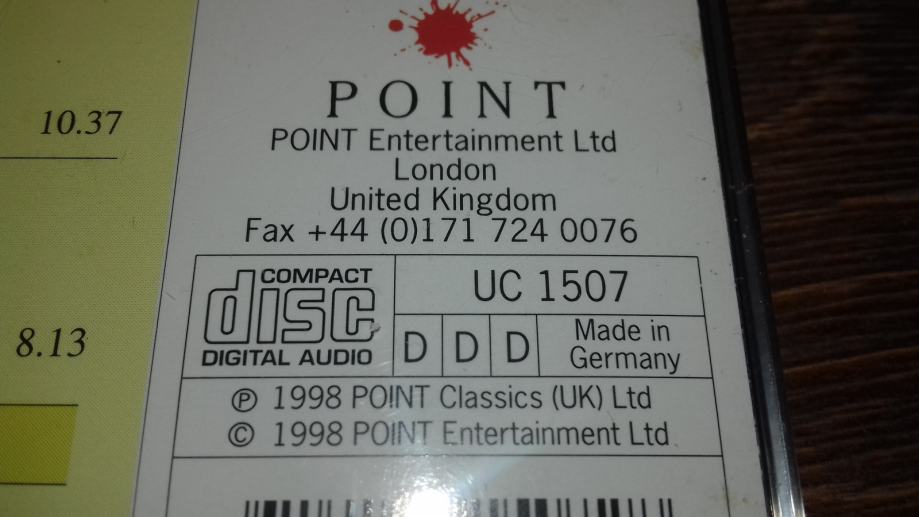 10.37
8.13
POINT
POINT Entertainment Ltd
London
United Kingdom
Fax +44 (0)171 724 0076
COMPACT
disc
DIGITAL AUDIO
UC 1507
D D D
Made in
Germany
℗ 1998 POINT Classics (UK) Ltd
© 1998 POINT Entertainment Ltd